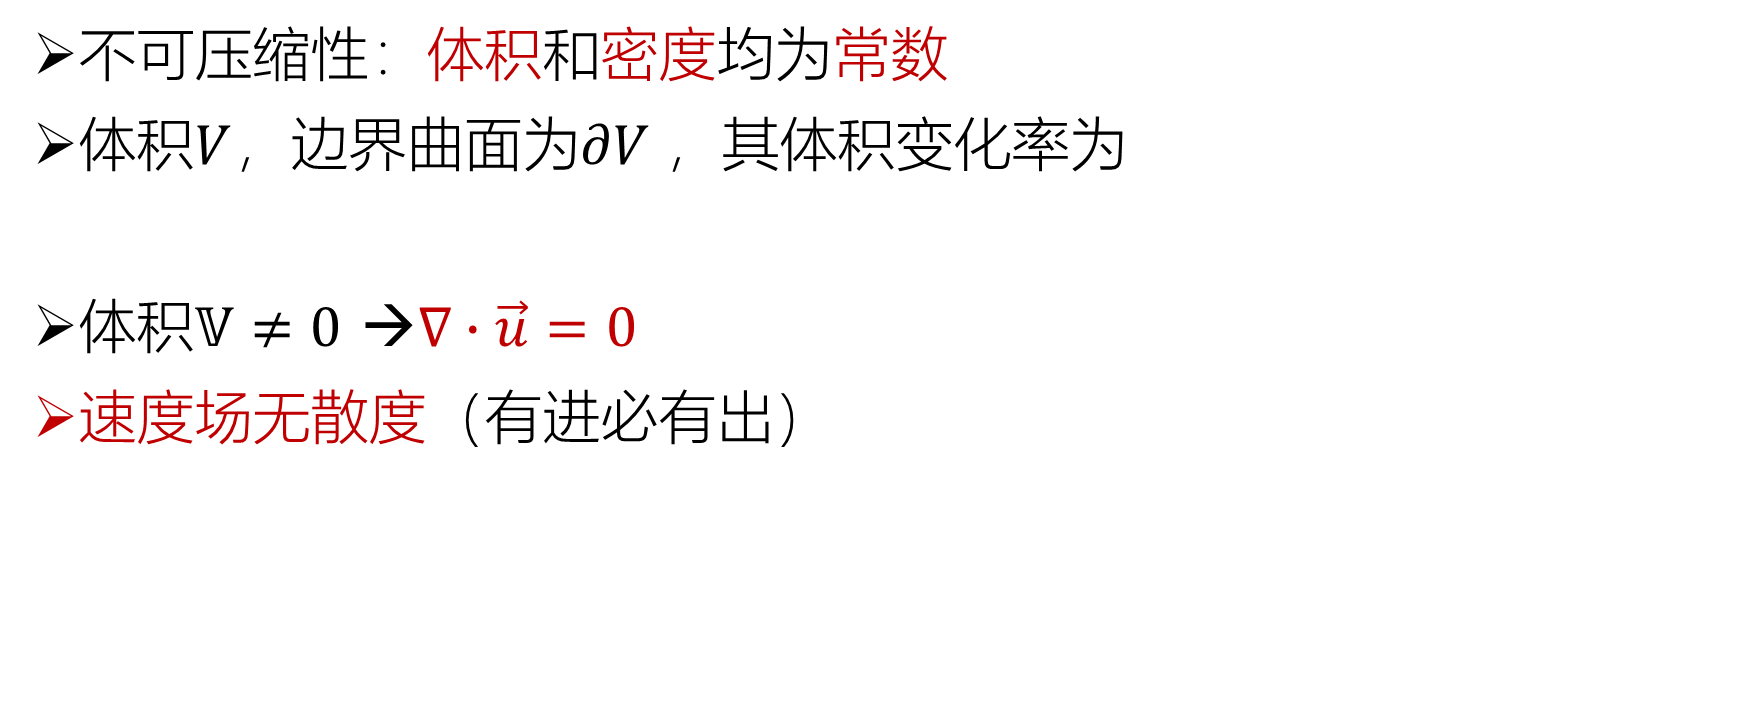 ➢不可压缩性：体积和密度均为常数
➢体积V，边界曲面为∂V ，其体积变化率为
➢体积𝕍 ≠ 0 →∇ · u⃗ = 0
➢速度场无散度（有进必有出）